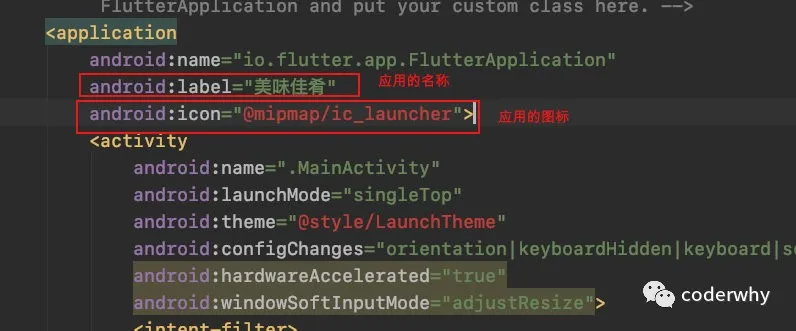 FlutterApplication and put your custom class here. -->
<application
android:name="io.flutter.app.FlutterApplication"
android:label="美味佳肴" 应用的名称
android:icon="@mipmap/ic_launcher"> 应用的图标
<activity
android:name=".MainActivity"
android:launchMode="singleTop"
android:theme="@style/LaunchTheme"
android:configChanges="orientation|keyboardHidden|keyboard|s
android:hardwareAccelerated="true"
android:windowSoftInputMode="adjustResize"> coderwhy
<intent-filter>